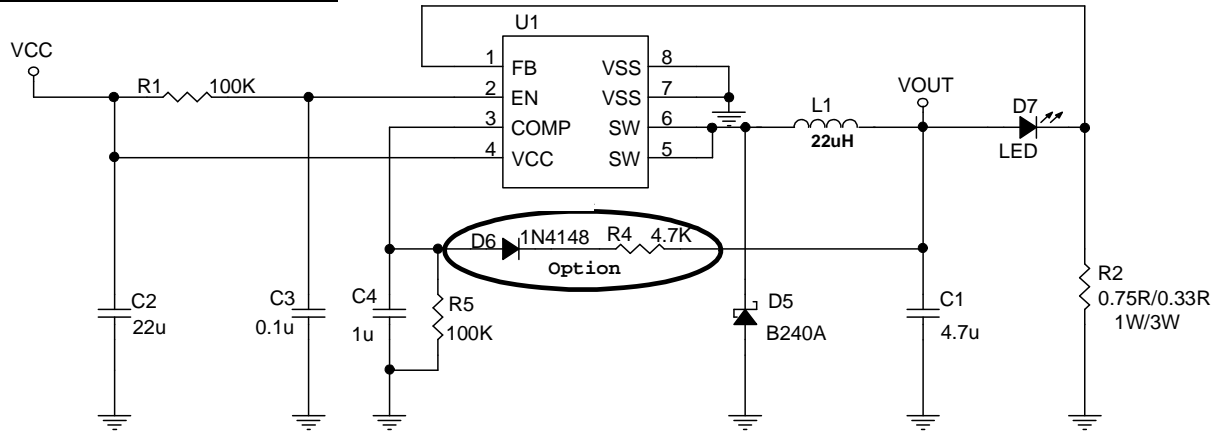 U1
VCC
R1
100K
1
FB
VSS
8
2
EN
VSS
7
3
COMP
SW
6
4
VCC
SW
5
L1
22uH
VOUT
D7
LED
D6
1N4148
R4
4.7K
Option
C2
22u
C3
0.1u
C4
1u
R5
100K
D5
B240A
C1
4.7u
R2
0.75R/0.33R
1W/3W